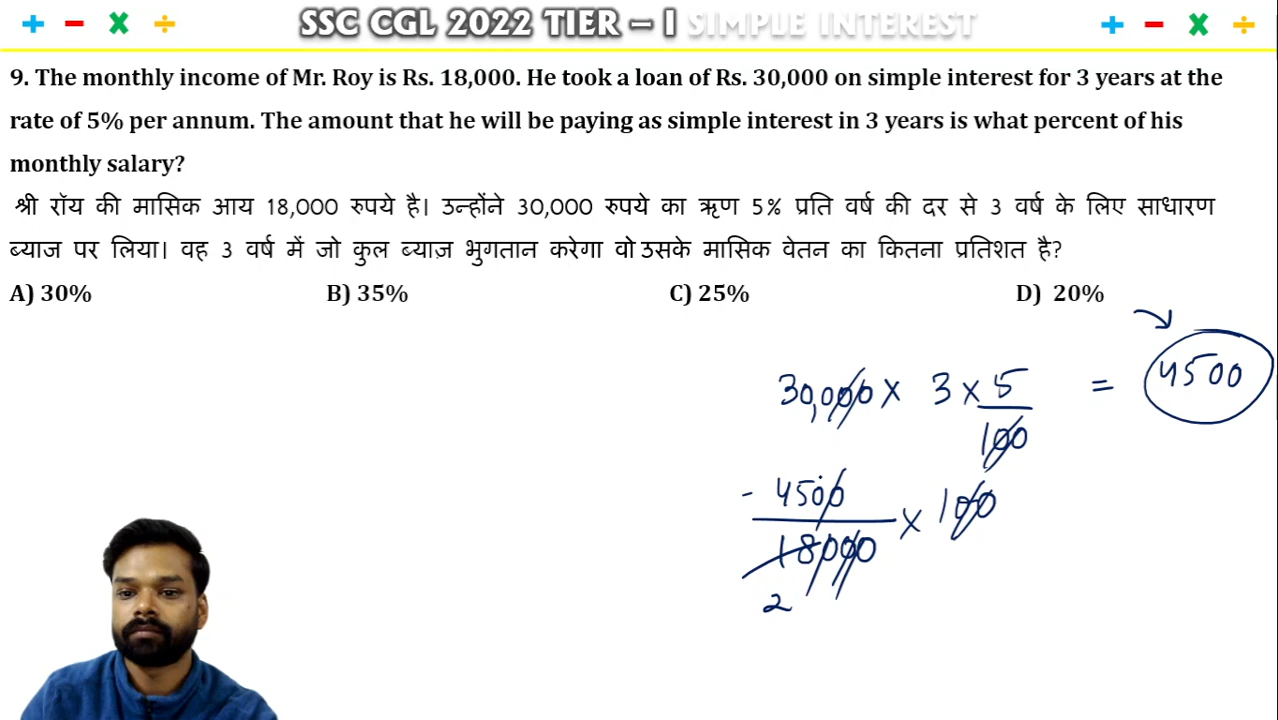 + - × ÷ SSC CGL 2022 TIER – I SIMPLE INTEREST + - × ÷
9. The monthly income of Mr. Roy is Rs. 18,000. He took a loan of Rs. 30,000 on simple interest for 3 years at the
rate of 5% per annum. The amount that he will be paying as simple interest in 3 years is what percent of his
monthly salary?
श्री रॉय की मासिक आय 18,000 रुपये है। उन्होंने 30,000 रुपये का ऋण 5% प्रति वर्ष की दर से 3 वर्ष के लिए साधारण
ब्याज पर लिया। वह 3 वर्ष में जो कुल ब्याज़ भुगतान करेगा वो उसके मासिक वेतन का कितना प्रतिशत है?
A) 30% B) 35% C) 25% D) 20%
30,000 × 3 × 5 = 4500
100
- 4500 × 100
18000
2